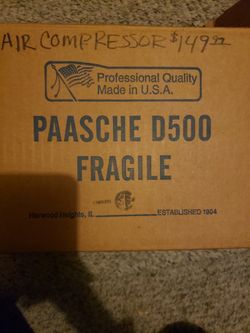 AIR COMPRESSOR $149.99
Professional Quality
Made in U.S.A.
PAASCHE D500
FRAGILE
Harwood Heights, IL
ESTABLISHED 1904